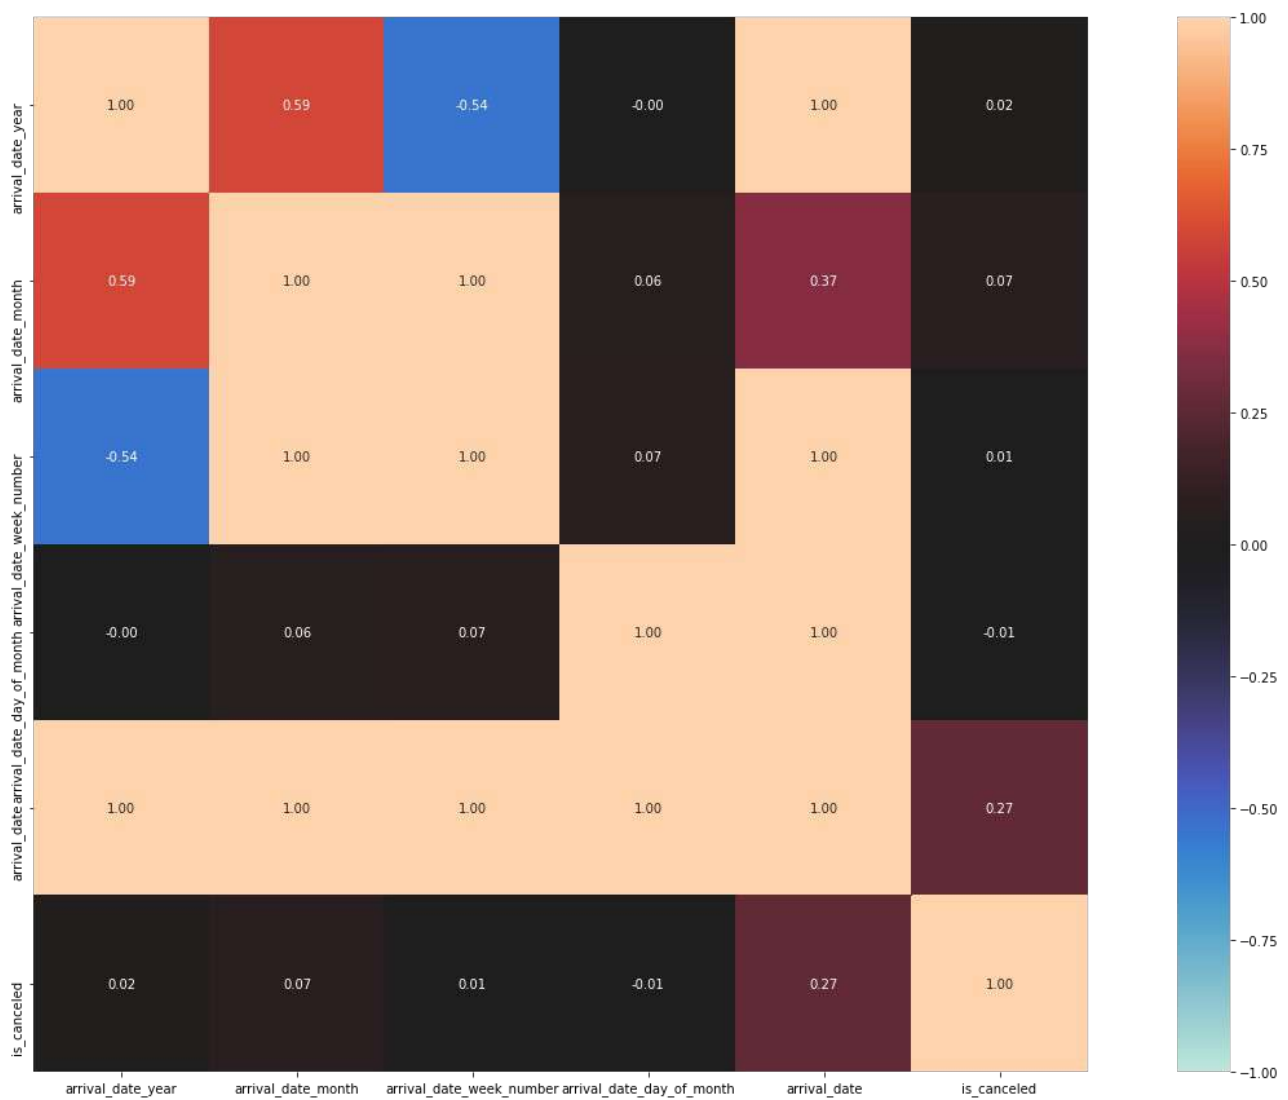 arrival_date_year
1.00 0.59 -0.54 -0.00 1.00 0.02
arrival_date_month
0.59 1.00 1.00 0.06 0.37 0.07
arrival_date_week_number
-0.54 1.00 1.00 0.07 1.00 0.01
arrival_date_day_of_month
-0.00 0.06 0.07 1.00 1.00 -0.01
arrival_date
1.00 1.00 1.00 1.00 1.00 0.27
is_canceled
0.02 0.07 0.01 -0.01 0.27 1.00
arrival_date_year arrival_date_month arrival_date_week_number arrival_date_day_of_month arrival_date is_canceled
1.00
0.75
0.50
0.25
0.00
−0.25
−0.50
−0.75
−1.00